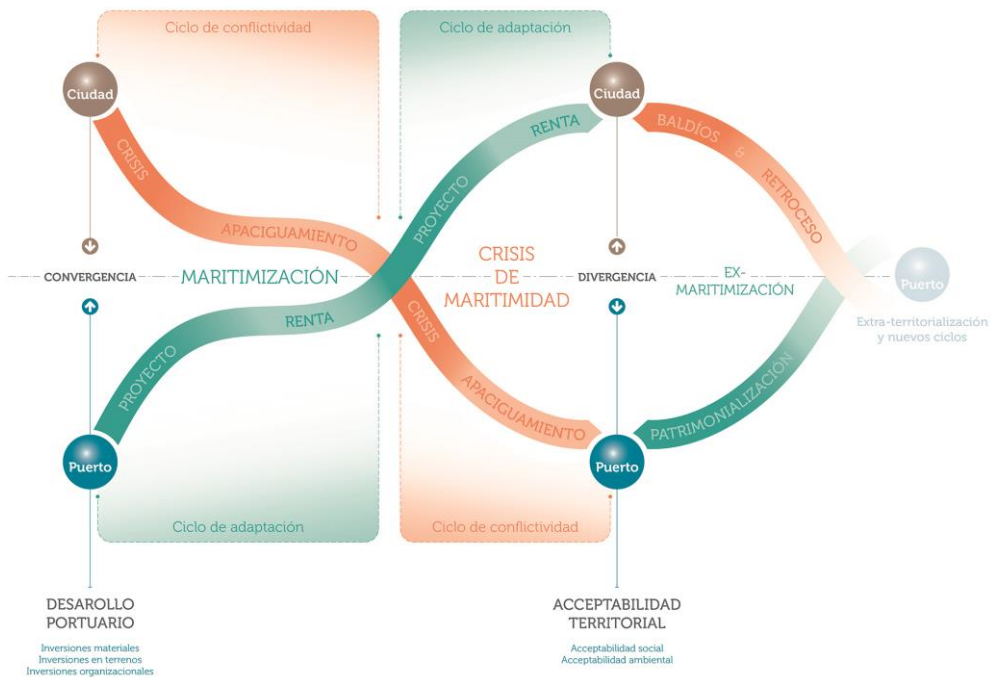 Ciclo de conflictividad
Ciclo de adaptación
Ciudad
Ciudad
CRISIS
APACIGUAMIENTO
PROYECTO
RENTA
BALDÍOS & RETROCESO
CONVERGENCIA
MARITIMIZACIÓN
CRISIS
DE
MARITIMIDAD
DIVERGENCIA
EX-
MARITIMIZACIÓN
Puerto
Extra-territorialización
y nuevos ciclos
PROYECTO
RENTA
CRISIS
APACIGUAMIENTO
PATRIMONIALIZACIÓN
Puerto
Puerto
Ciclo de adaptación
Ciclo de conflictividad
DESAROLLO
PORTUARIO
Inversiones materiales
Inversiones en terrenos
Inversiones organizacionales
ACCEPTABILIDAD
TERRITORIAL
Acceptabilidad social
Acceptabilidad ambiental